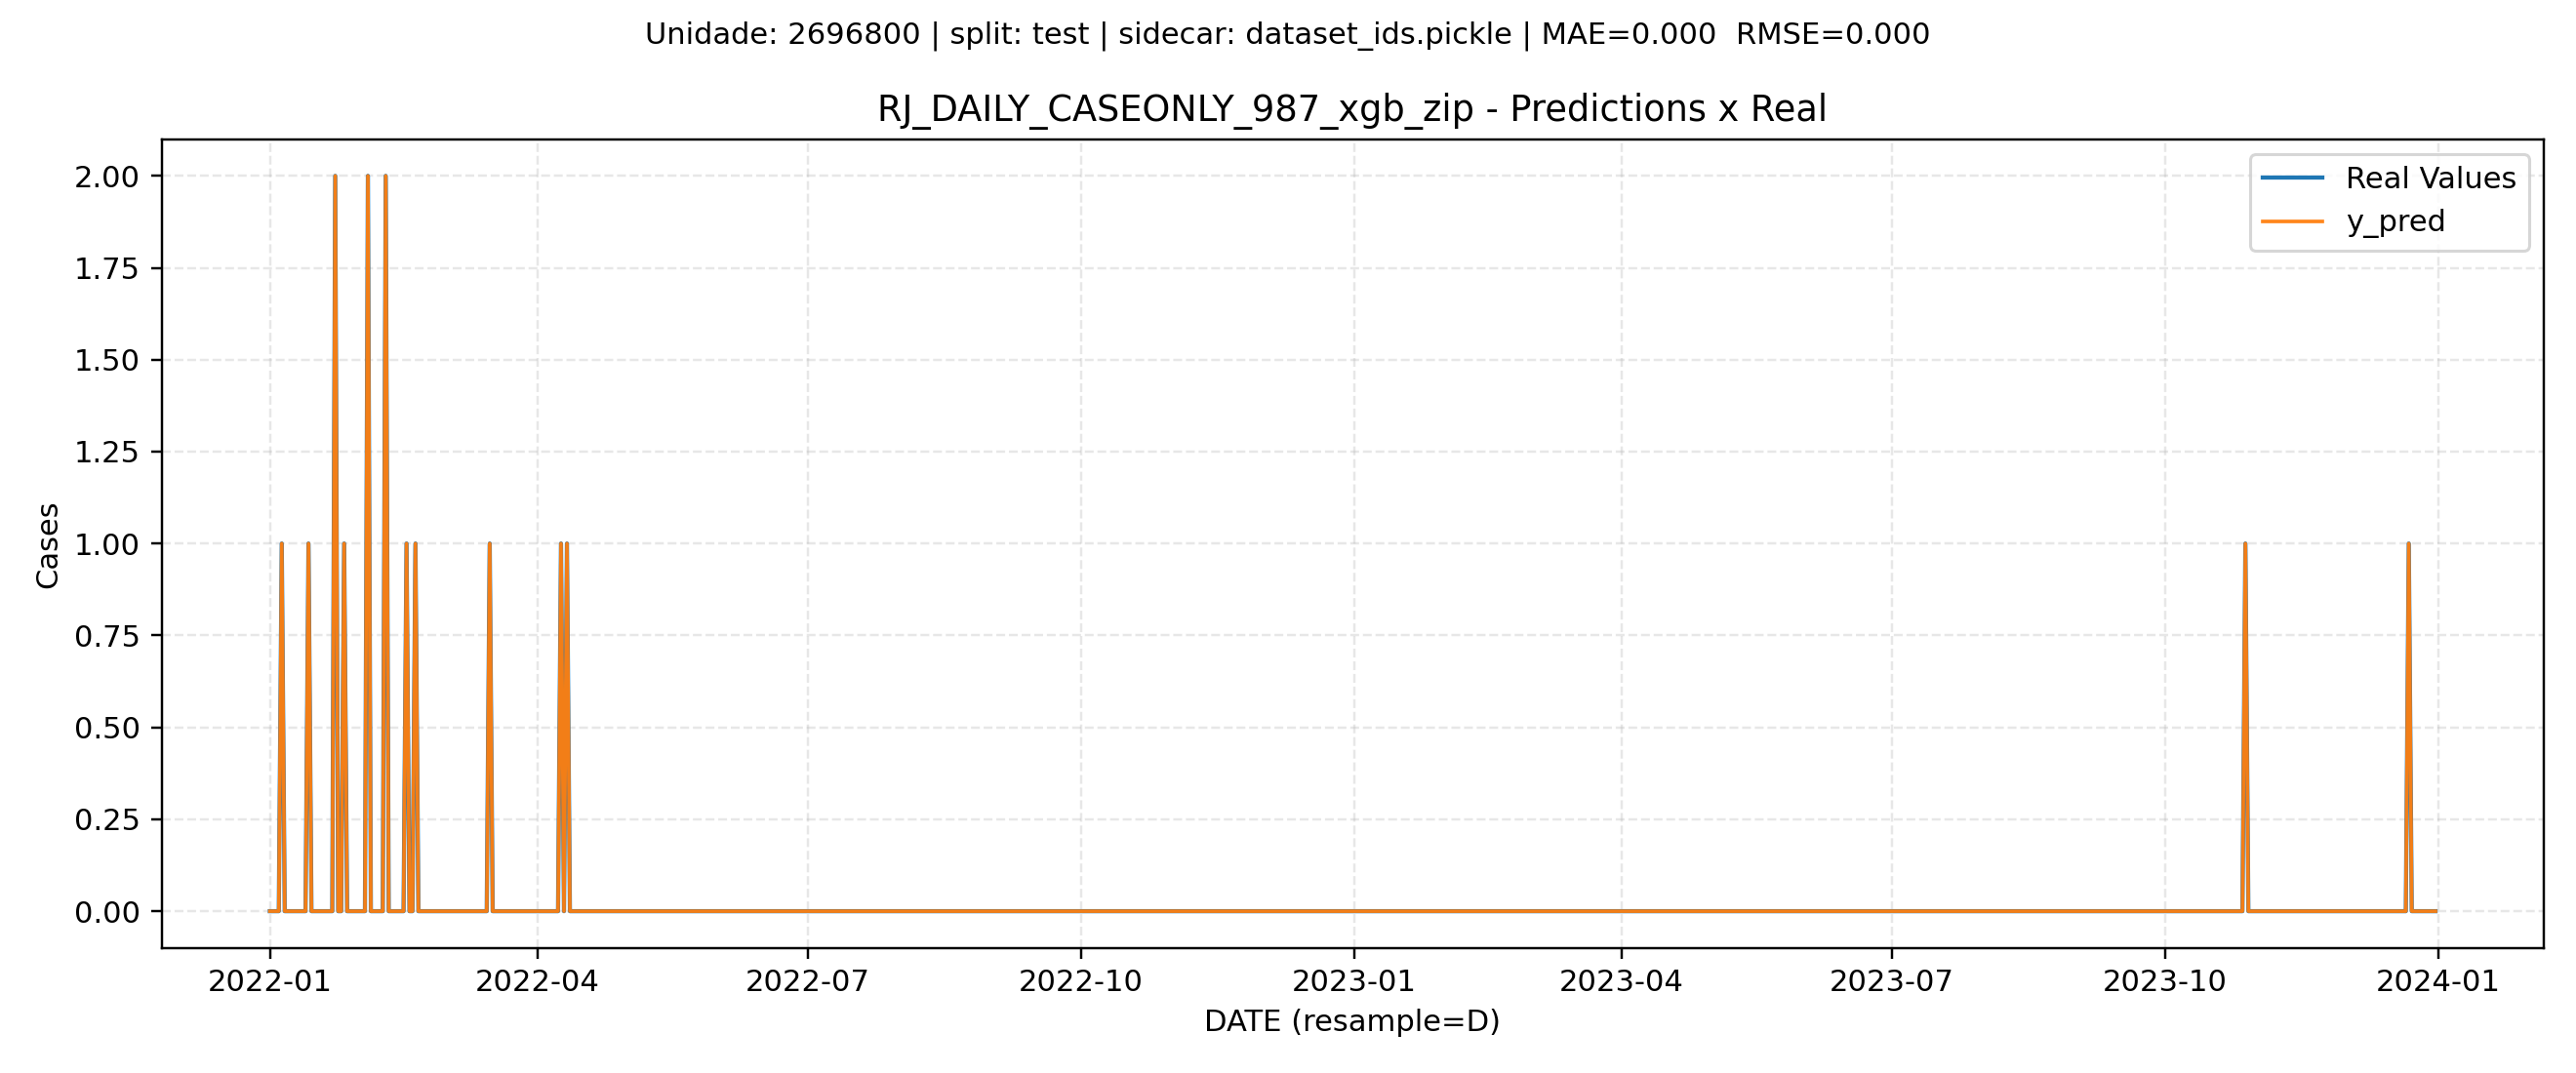 Unidade: 2696800 | split: test | sidecar: dataset_ids.pickle | MAE=0.000  RMSE=0.000
RJ_DAILY_CASEONLY_987_xgb_zip - Predictions x Real
Real Values
y_pred
Cases
2.00
1.75
1.50
1.25
1.00
0.75
0.50
0.25
0.00
2022-01 2022-04 2022-07 2022-10 2023-01 2023-04 2023-07 2023-10 2024-01
DATE (resample=D)